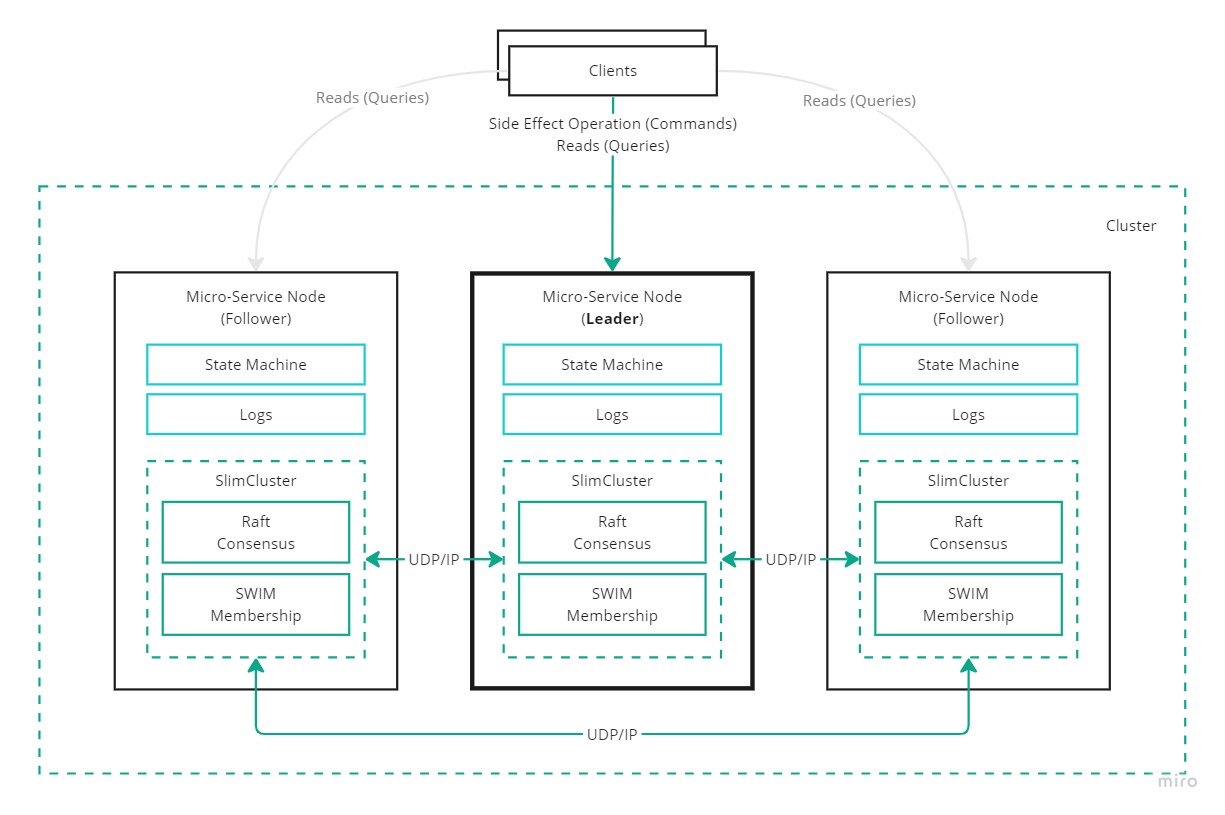 Clients
Reads (Queries)
Reads (Queries)
Side Effect Operation (Commands)
Reads (Queries)
Cluster
Micro-Service Node
(Follower)
State Machine
Logs
SlimCluster
Raft
Consensus
SWIM
Membership
UDP/IP
Micro-Service Node
(Leader)
State Machine
Logs
SlimCluster
Raft
Consensus
SWIM
Membership
UDP/IP
Micro-Service Node
(Follower)
State Machine
Logs
SlimCluster
Raft
Consensus
SWIM
Membership
UDP/IP
miro